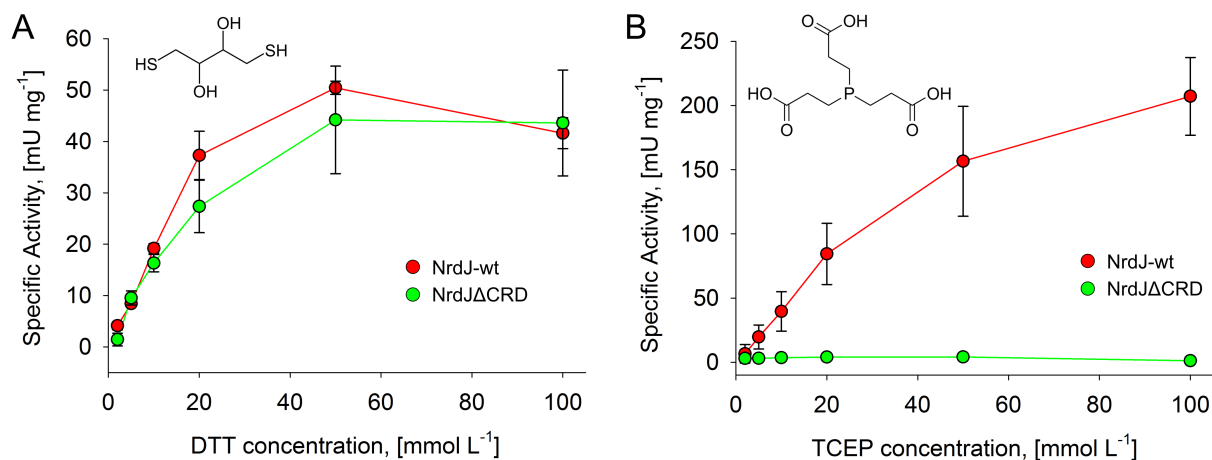 A
Specific Activity, [mU mg-1]
60
50
40
30
20
10
0
OH
HS
SH
OH
NrdJ-wt
NrdJΔCRD
0
20
40
60
80
100
DTT concentration, [mmol L-1]
B
Specific Activity, [mU mg-1]
250
200
150
100
50
0
OH
O
HO
P
OH
O
O
NrdJ-wt
NrdJΔCRD
0
20
40
60
80
100
TCEP concentration, [mmol L-1]